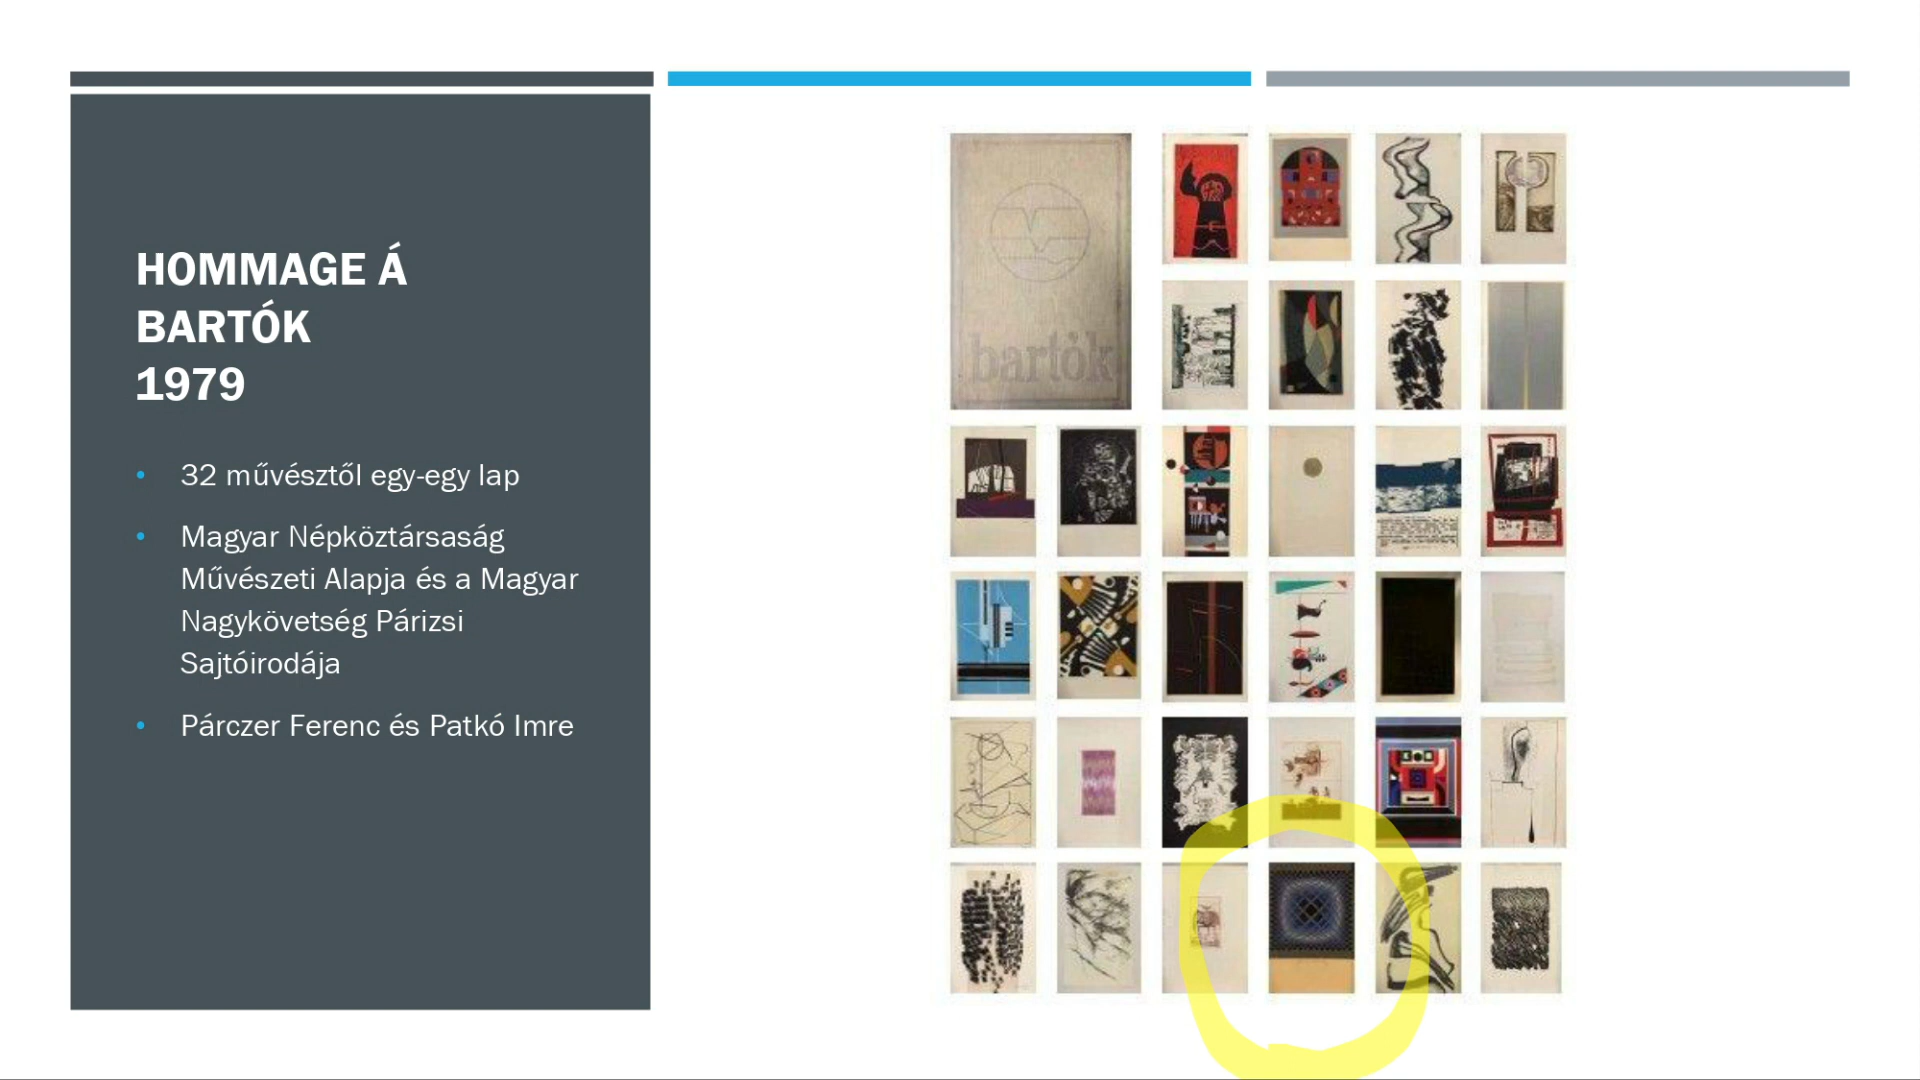 HOMMAGE Á
BARTÓK
1979
• 32 művésztől egy-egy lap
• Magyar Népköztársaság
Művészeti Alapja és a Magyar
Nagykövetség Párizsi
Sajtóirodája
• Párczer Ferenc és Patkó Imre
bartók